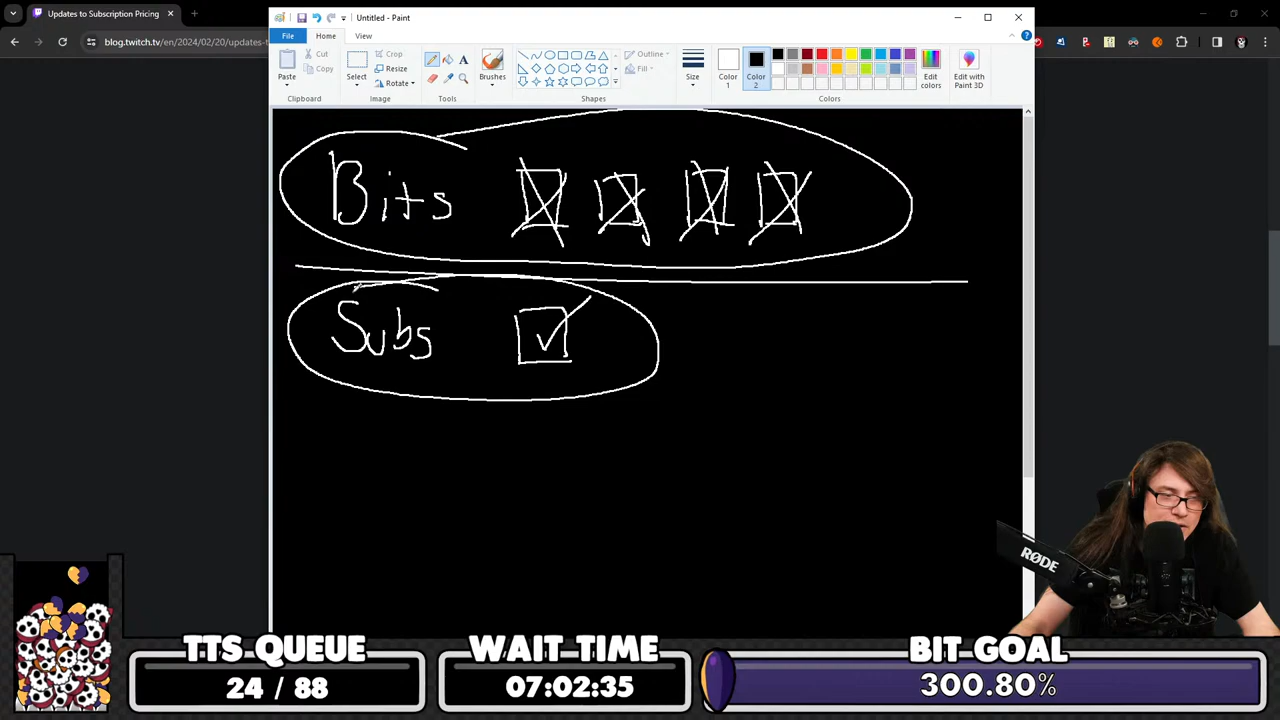 Updates to Subscription Pricing
blog.twitch.tv/en/2024/02/20/updates-t
Untitled - Paint
File
Home
View
Paste
Cut
Copy
Clipboard
Select
Crop
Resize
Rotate
Image
A
Tools
Brushes
Outline
Fill
Shapes
Size
Color
1
Color
2
Edit
colors
Edit with
Paint 3D
Colors
Bits
Subs
RØDE
TTS QUEUE
24 / 88
WAIT TIME
07:02:35
BIT GOAL
300.80%